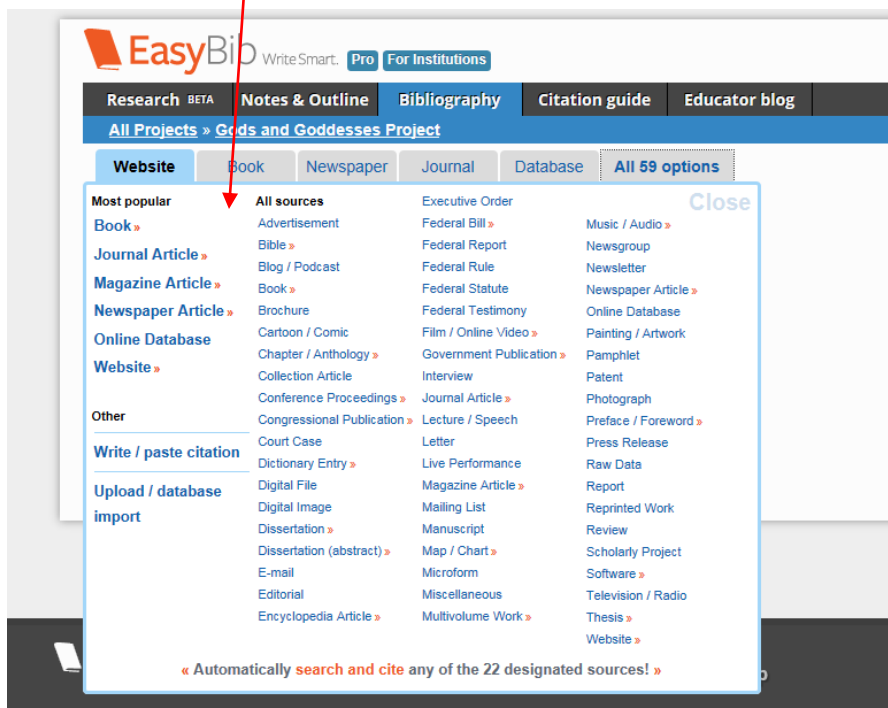 EasyBib Write Smart. Pro For Institutions
Research BETA Notes & Outline Bibliography Citation guide Educator blog
All Projects » Gods and Goddesses Project
Website Book Newspaper Journal Database All 59 options
Close
Most popular
Book »
Journal Article »
Magazine Article »
Newspaper Article »
Online Database
Website »
Other
Write / paste citation
Upload / database
import
All sources
Advertisement
Bible »
Blog / Podcast
Book »
Brochure
Cartoon / Comic
Chapter / Anthology »
Collection Article
Conference Proceedings »
Congressional Publication »
Court Case
Dictionary Entry »
Digital File
Digital Image
Dissertation »
Dissertation (abstract) »
E-mail
Editorial
Encyclopedia Article »
Executive Order
Federal Bill »
Federal Report
Federal Rule
Federal Statute
Federal Testimony
Film / Online Video »
Government Publication »
Interview
Journal Article »
Lecture / Speech
Letter
Live Performance
Magazine Article »
Mailing List
Manuscript
Map / Chart »
Microform
Miscellaneous
Multivolume Work »
Music / Audio »
Newsgroup
Newsletter
Newspaper Article »
Online Database
Painting / Artwork
Pamphlet
Patent
Photograph
Preface / Foreword »
Press Release
Raw Data
Report
Reprinted Work
Review
Scholarly Project
Software »
Television / Radio
Thesis »
Website »
« Automatically search and cite any of the 22 designated sources! »